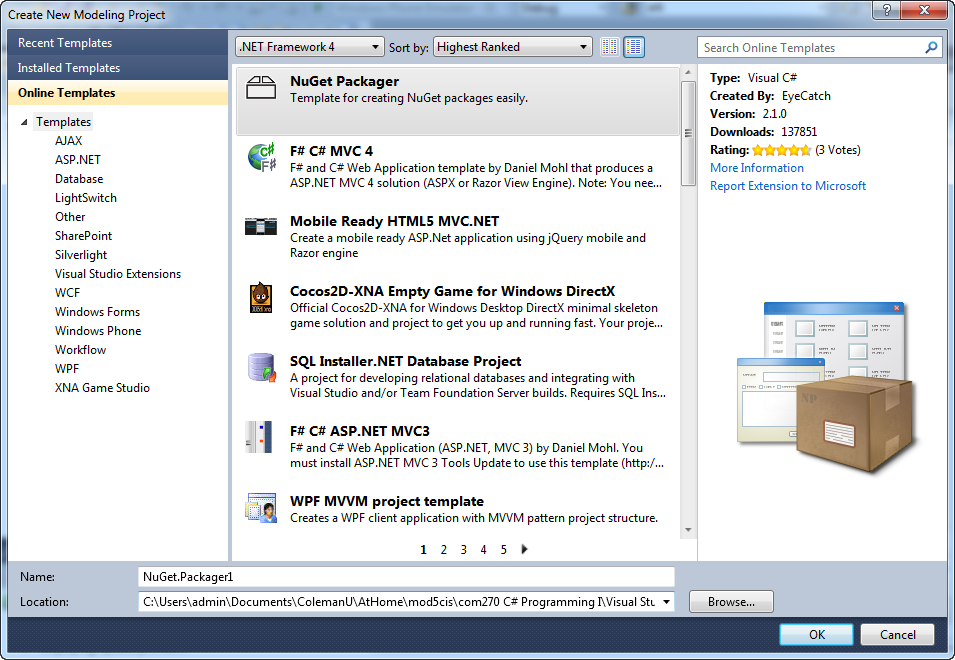 Create New Modeling Project
Recent Templates
Installed Templates
Online Templates
Templates
AJAX
ASP.NET
Database
LightSwitch
Other
SharePoint
Silverlight
Visual Studio Extensions
WCF
Windows Forms
Windows Phone
Workflow
WPF
XNA Game Studio
.NET Framework 4
Sort by: Highest Ranked
NuGet Packager
Template for creating NuGet packages easily.
F# C# MVC 4
F# and C# Web Application template by Daniel Mohl that produces a
ASP.NET MVC 4 solution (ASPX or Razor View Engine). Note: You nee...
Mobile Ready HTML5 MVC.NET
Create a mobile ready ASP.Net application using jQuery mobile and
Razor engine
Cocos2D-XNA Empty Game for Windows DirectX
Official Cocos2D-XNA for Windows Desktop DirectX minimal skeleton
game solution and project to get you up and running fast. Your proje...
SQL Installer.NET Database Project
A project for developing relational databases and integrating with
Visual Studio and/or Team Foundation Server builds. Requires SQL Ins...
F# C# ASP.NET MVC3
F# and C# Web Application (ASP.NET, MVC 3) by Daniel Mohl. You
must install ASP.NET MVC 3 Tools Update to use this template (http:/...
WPF MVVM project template
Creates a WPF client application with MVVM pattern project structure.
1 2 3 4 5
Search Online Templates
Type: Visual C#
Created By: EyeCatch
Version: 2.1.0
Downloads: 137851
Rating: (3 Votes)
More Information
Report Extension to Microsoft
NP
Name: NuGet.Packager1
Location: C:\Users\admin\Documents\ColemanU\AtHome\mod5cis\com270 C# Programming I\Visual Stu
Browse...
OK
Cancel